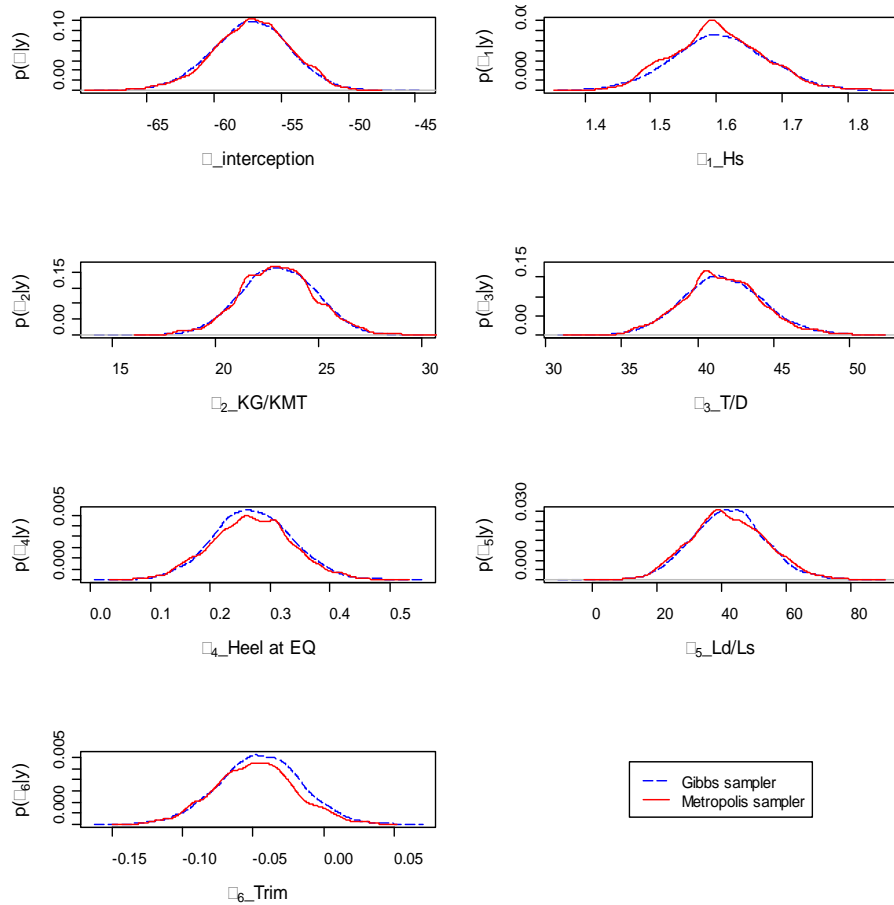 p(□|y)
0.00 0.10
-65 -60 -55 -50 -45
□_interception
p(□₁|y)
0.000
1.4 1.5 1.6 1.7 1.8
□₁_Hs
p(□₂|y)
0.00 0.15
15 20 25 30
□₂_KG/KMT
p(□₃|y)
0.00 0.15
30 35 40 45 50
□₃_T/D
p(□₄|y)
0.000 0.005
0.0 0.1 0.2 0.3 0.4 0.5
□₄_Heel at EQ
p(□₅|y)
0.000 0.030
0 20 40 60 80
□₅_Ld/Ls
p(□₆|y)
0.000 0.005
-0.15 -0.10 -0.05 0.00 0.05
□₆_Trim
Gibbs sampler
Metropolis sampler